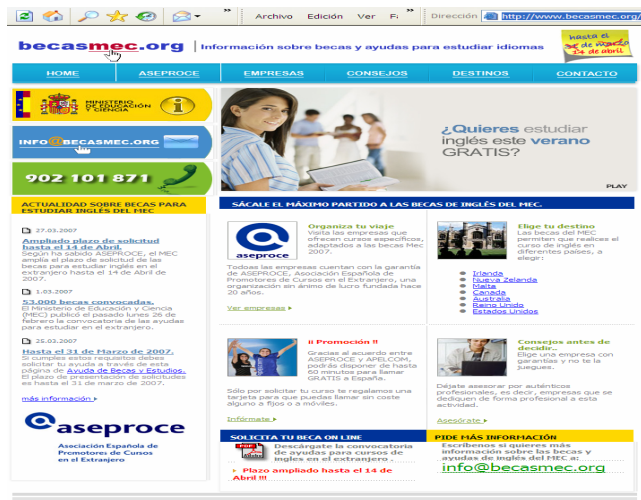 Archivo Edición Ver F: Dirección http://www.becasmec.org/
becasmec.org | Información sobre becas y ayudas para estudiar idiomas
hasta el
31 de marzo
14 de abril
HOME ASEPROCE EMPRESAS CONSEJOS DESTINOS CONTACTO
MINISTERIO
DE EDUCACIÓN
Y CIENCIA
INFO@BECASMEC.ORG
902 101 871
¿Quieres estudiar
inglés este verano
GRATIS?
PLAY
ACTUALIDAD SOBRE BECAS PARA
ESTUDIAR INGLÉS DEL MEC
27.03.2007
Ampliado plazo de solicitud
hasta el 14 de Abril.
Según ha sabido ASEPROCE, el MEC
amplía el plazo de solicitud de las
becas para estudiar inglés en el
extranjero hasta el 14 de Abril de
2007.
1.03.2007
53.000 becas convocadas.
El Ministerio de Educación y Ciencia
(MEC) publicó el pasado lunes 26 de
febrero la convocatoria de las ayudas
para estudiar en el extranjero.
25.03.2007
Hasta el 31 de Marzo de 2007.
Si cumples estos requisitos debes
solicitar tu ayuda a través de esta
página de Ayuda de Becas y Estudios.
El plazo de presentación de solicitudes
es hasta el 31 de marzo de 2007.
más información
aseproce
Asociación Española de
Promotores de Cursos
en el Extranjero
SÁCALE EL MÁXIMO PARTIDO A LAS BECAS DE INGLÉS DEL MEC.
aseproce
Organiza tu viaje
Visita las empresas que
ofrecen cursos específicos,
adaptados a las becas Mec
2007.
Todoas las empresas cuentan con la garantía
de ASEPROCE, Asociación Española de
Promotores de Cursos en el Extranjero, una
organización sin ánimo de lucro fundada hace
20 años.
Ver empresas
Elige tu destino
Las becas del MEC
permiten que realices el
curso de inglés en
diferentes países, a
elegir:
Irlanda
Nueva Zelanda
Malta
Canada
Australia
Reino Unido
Estados Unidos
¡¡ Promoción !!
Gracias al acuerdo entre
ASEPROCE y APELCOM,
podrás disponer de hasta
60 minutos para llamar
GRATIS a España.
Sólo por solicitar tu curso te regalamos una
tarjeta para que puedas llamar sin coste
alguno a fijos o a móviles.
Infórmate
Consejos antes de
decidir..
Elige una empresa con
garantías y no te la
juegues.
Déjate asesorar por auténticos
profesionales, es decir, empresas que se
dediquen de forma profesional a esta
actividad.
Asesórate
SOLICITA TU BECA ON LINE
Descárgate la convocatoria
de ayudas para cursos de
ingles en el extranjero .
Plazo ampliado hasta el 14 de
Abril !!!
PIDE MÁS INFORMACIÓN
Escríbenos si quieres más
información sobre las becas y
ayudas de inglés del MEC a:
info@becasmec.org